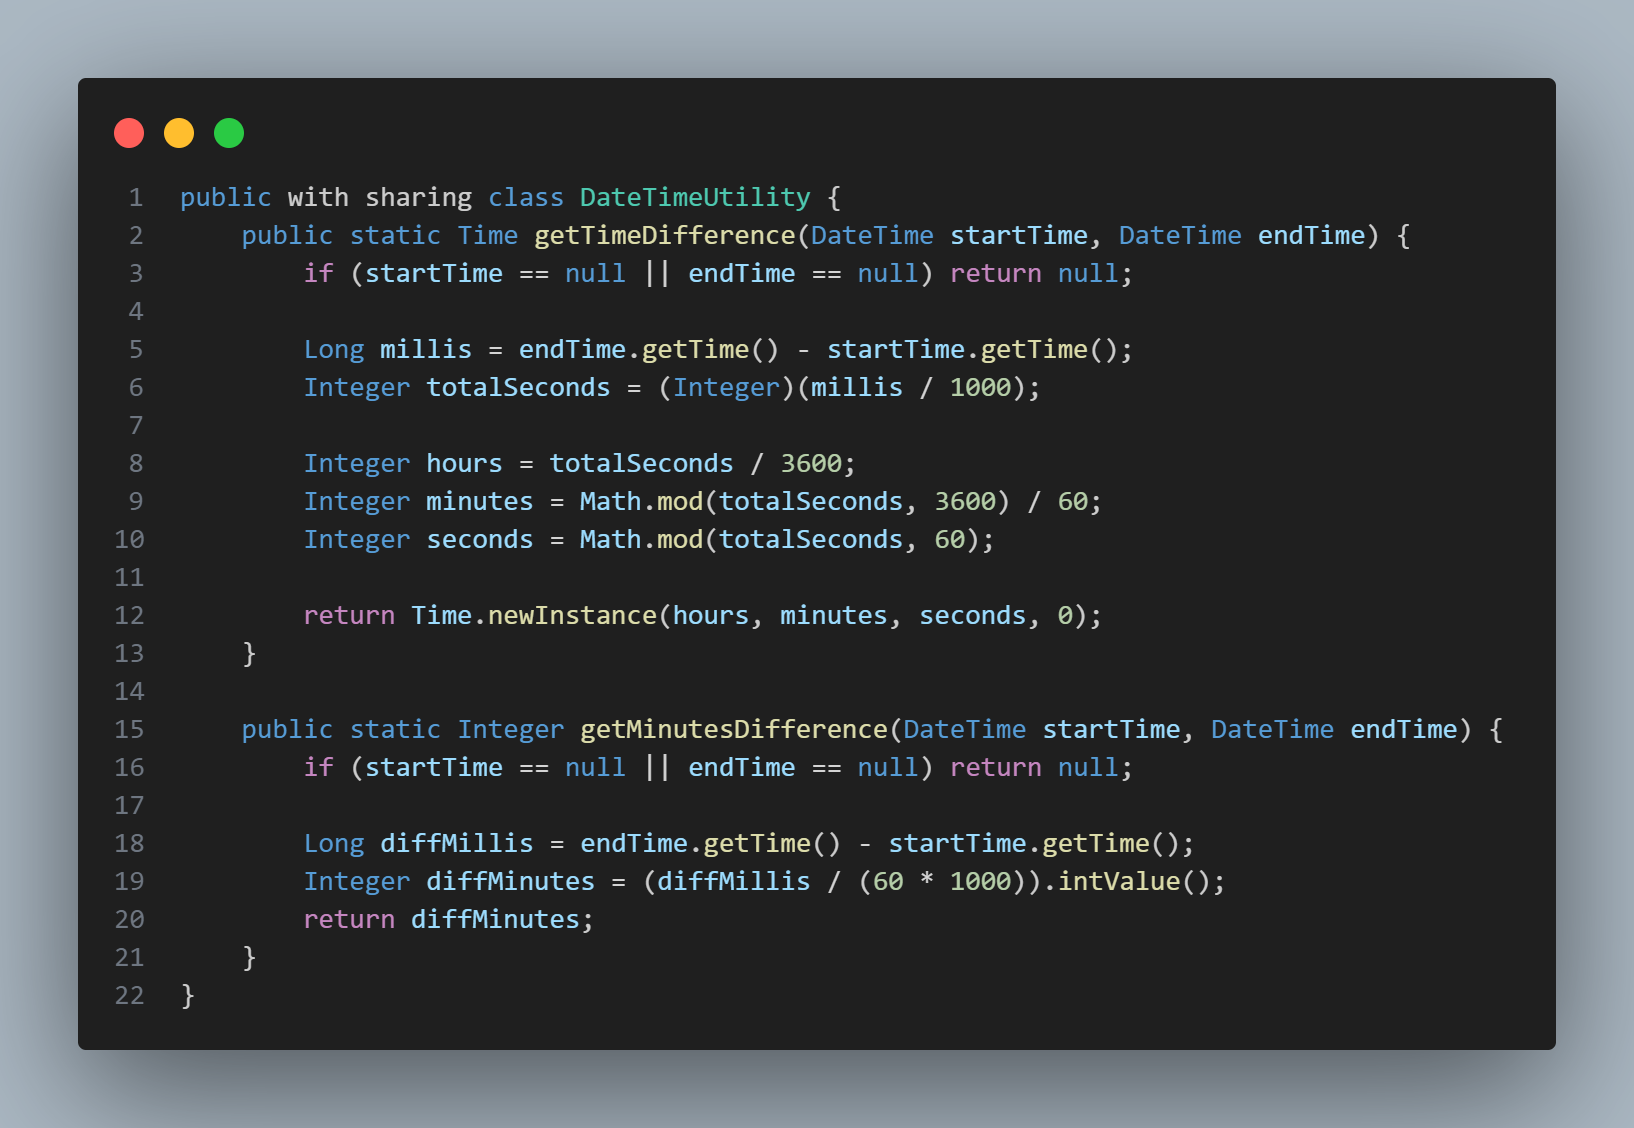 1 public with sharing class DateTimeUtility {
2     public static Time getTimeDifference(DateTime startTime, DateTime endTime) {
3         if (startTime == null || endTime == null) return null;
4
5         Long millis = endTime.getTime() - startTime.getTime();
6         Integer totalSeconds = (Integer)(millis / 1000);
7
8         Integer hours = totalSeconds / 3600;
9         Integer minutes = Math.mod(totalSeconds, 3600) / 60;
10         Integer seconds = Math.mod(totalSeconds, 60);
11
12         return Time.newInstance(hours, minutes, seconds, 0);
13     }
14
15     public static Integer getMinutesDifference(DateTime startTime, DateTime endTime) {
16         if (startTime == null || endTime == null) return null;
17
18         Long diffMillis = endTime.getTime() - startTime.getTime();
19         Integer diffMinutes = (diffMillis / (60 * 1000)).intValue();
20         return diffMinutes;
21     }
22 }